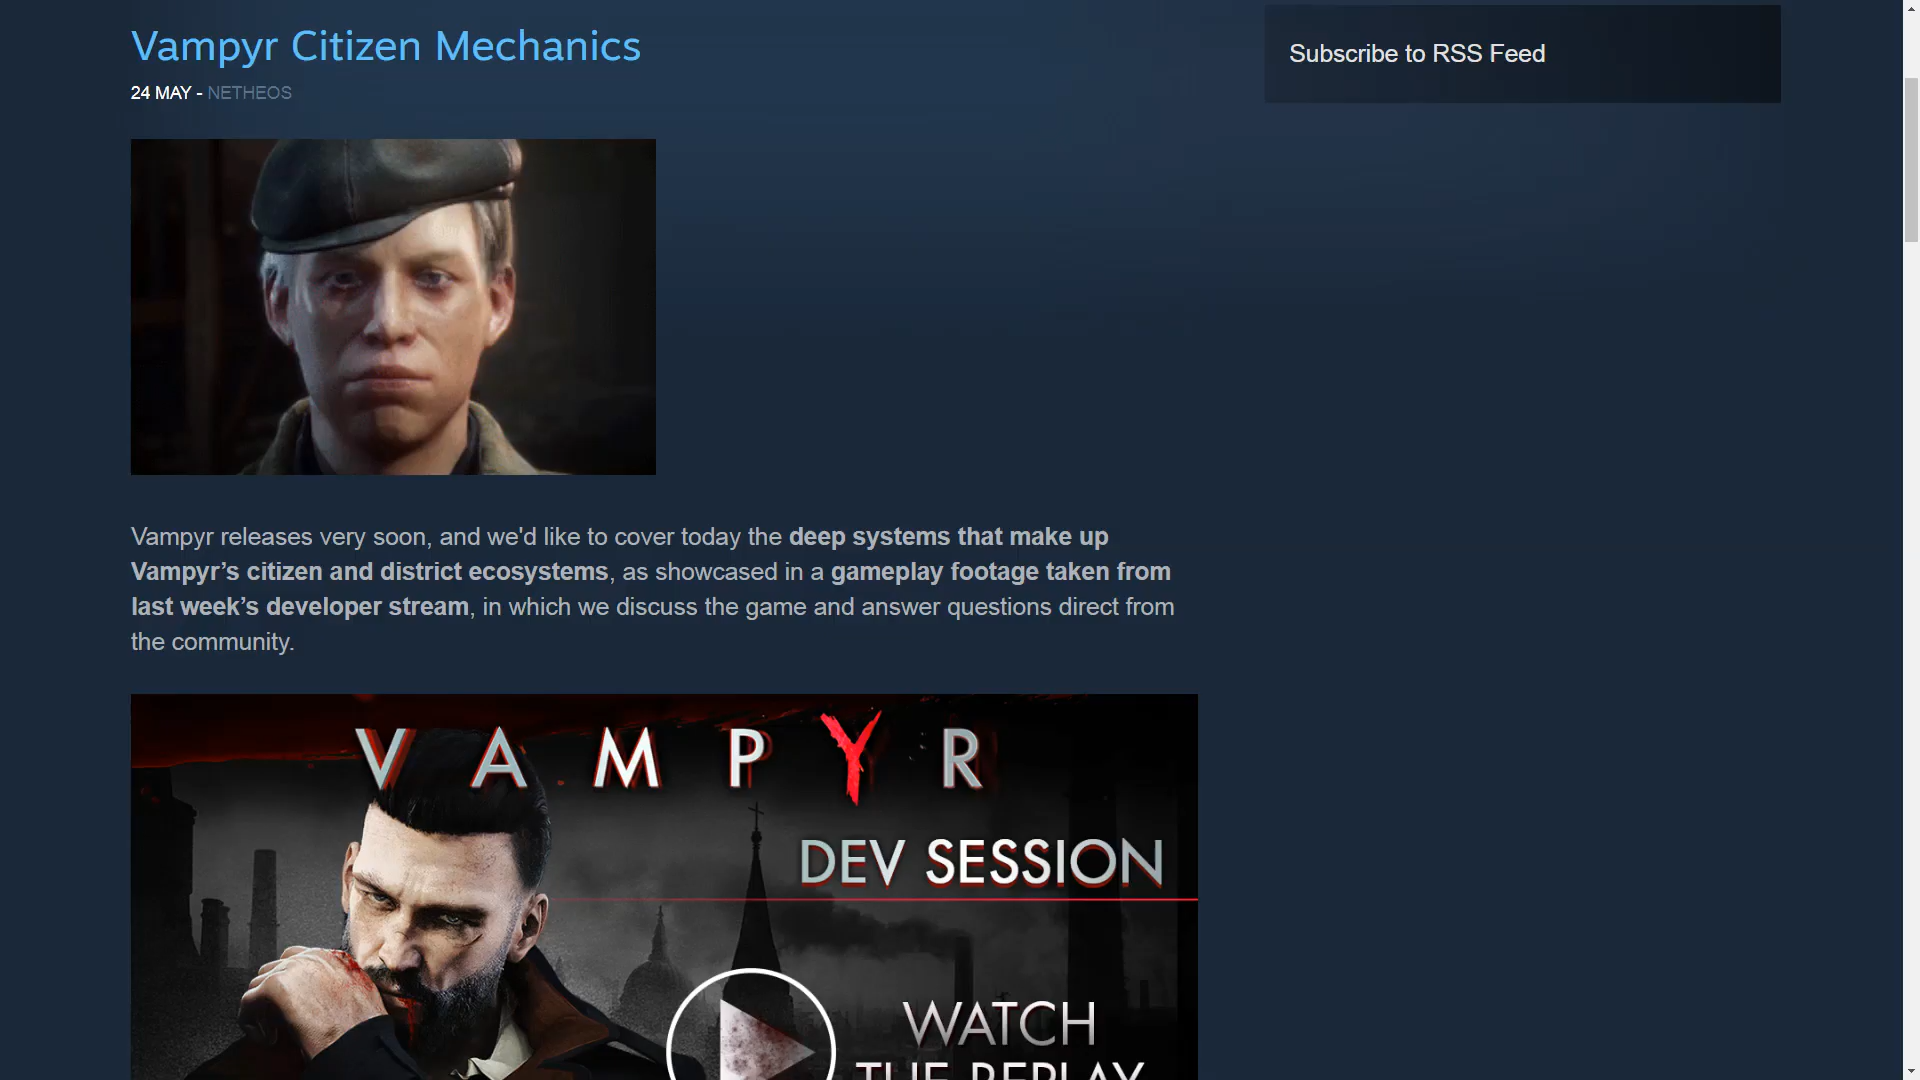 Vampyr Citizen Mechanics
24 MAY - NETHEOS
Subscribe to RSS Feed
Vampyr releases very soon, and we'd like to cover today the deep systems that make up
Vampyr’s citizen and district ecosystems, as showcased in a gameplay footage taken from
last week’s developer stream, in which we discuss the game and answer questions direct from
the community.
VAMPYR
DEV SESSION
WATCH
THE REPLAY